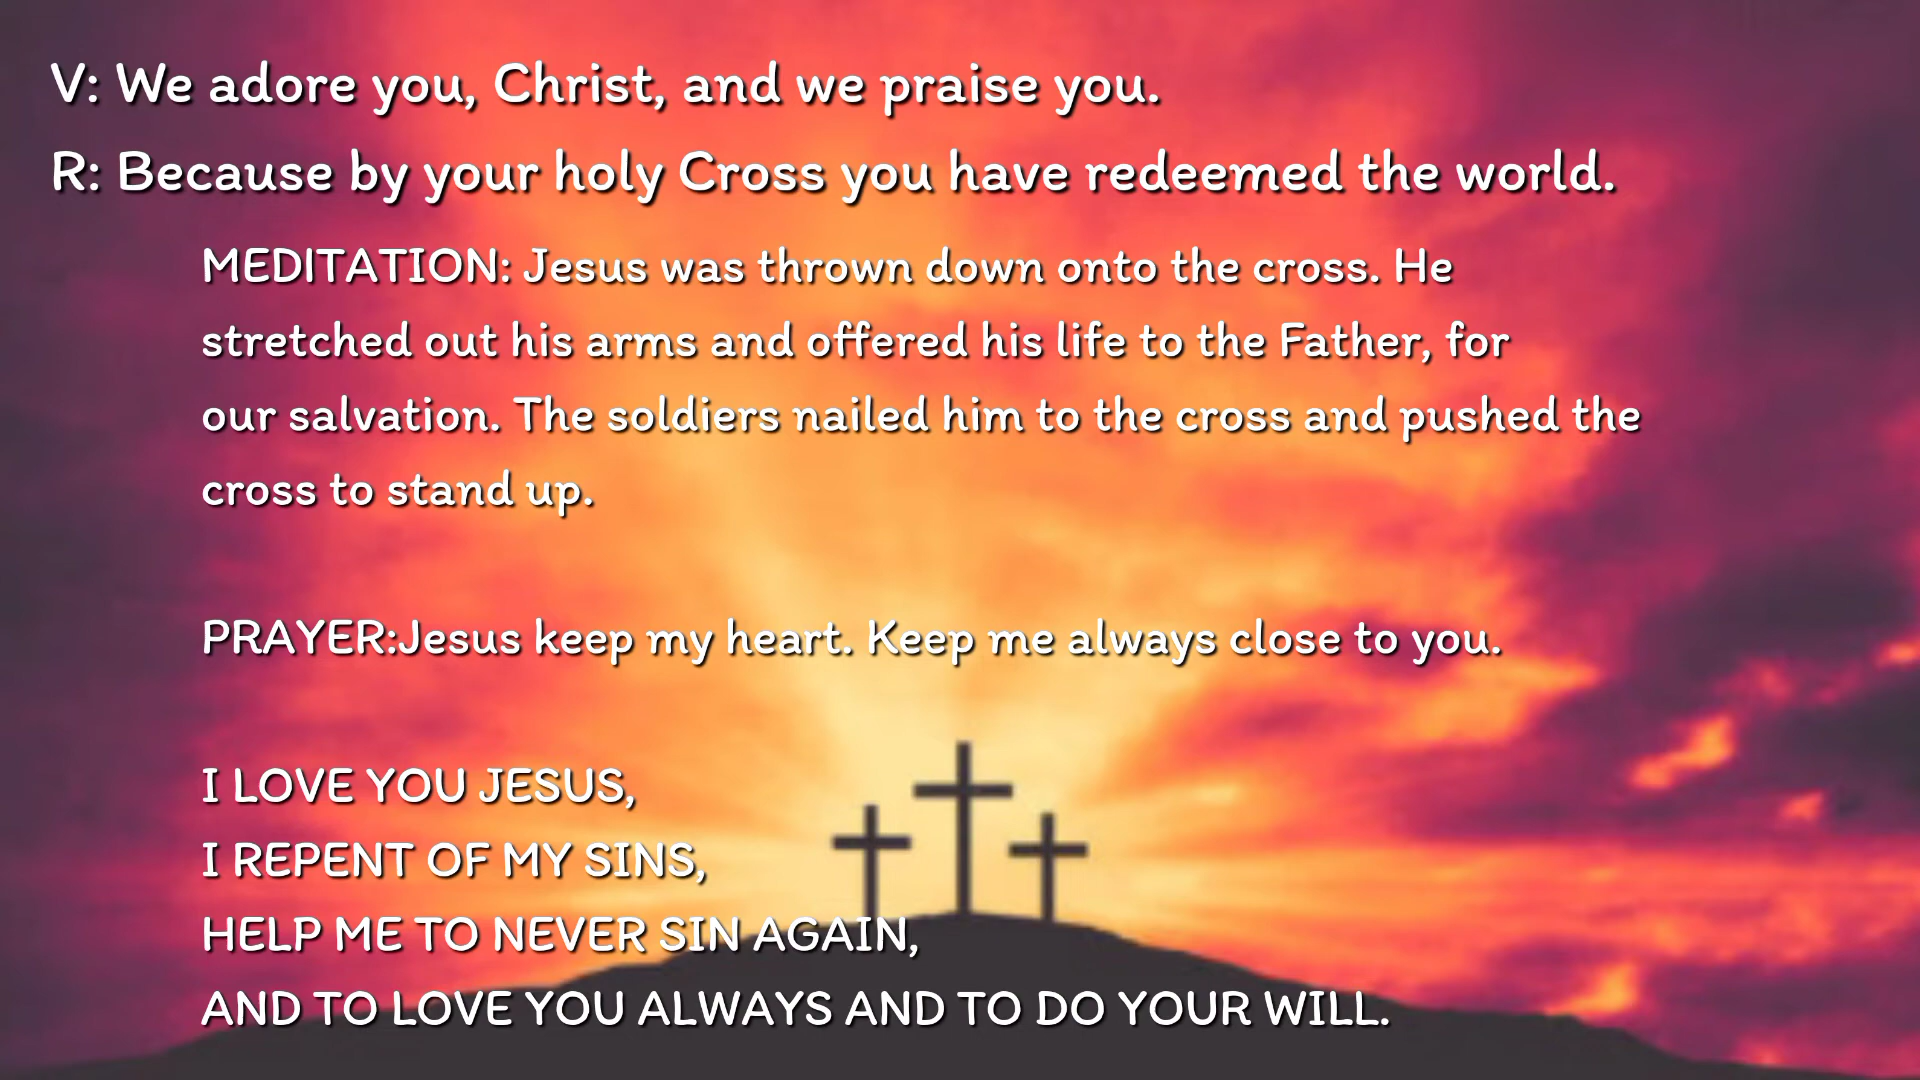 V: We adore you, Christ, and we praise you.
R: Because by your holy Cross you have redeemed the world.
MEDITATION: Jesus was thrown down onto the cross. He
stretched out his arms and offered his life to the Father, for
our salvation. The soldiers nailed him to the cross and pushed the
cross to stand up.
PRAYER:Jesus keep my heart. Keep me always close to you.
I LOVE YOU JESUS,
I REPENT OF MY SINS,
HELP ME TO NEVER SIN AGAIN,
AND TO LOVE YOU ALWAYS AND TO DO YOUR WILL.